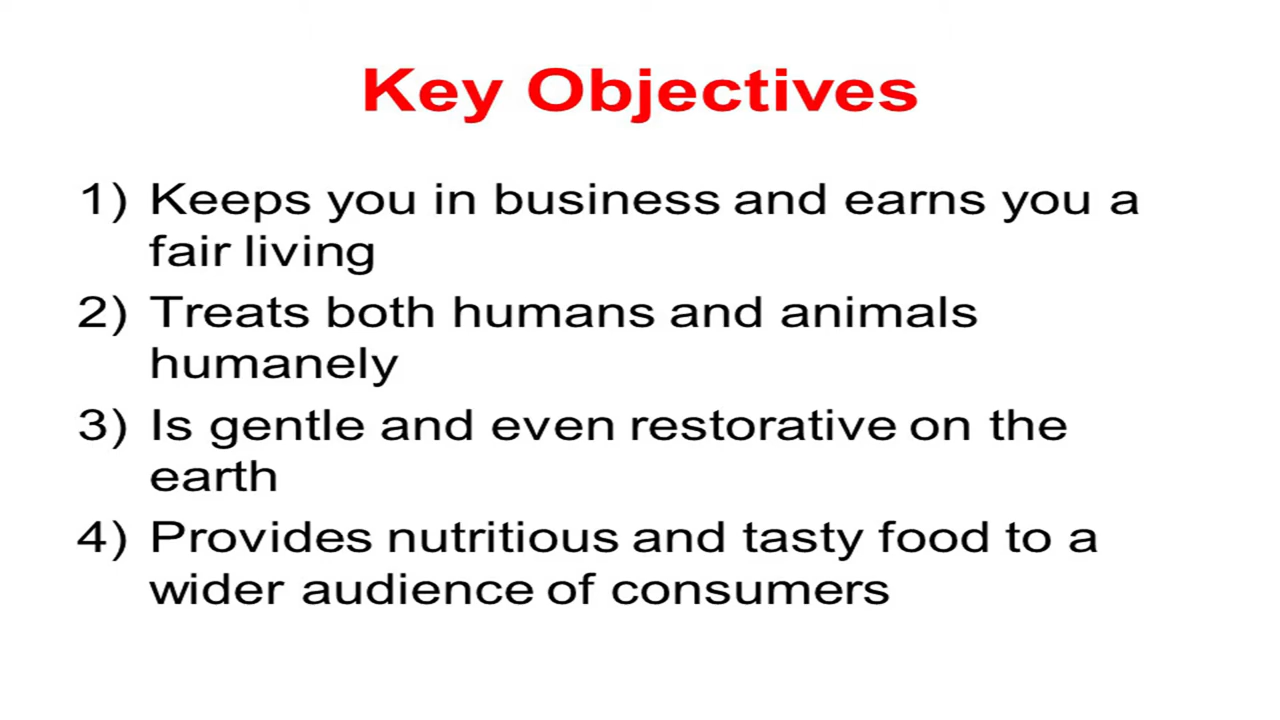 Key Objectives
1) Keeps you in business and earns you a
fair living
2) Treats both humans and animals
humanely
3) Is gentle and even restorative on the
earth
4) Provides nutritious and tasty food to a
wider audience of consumers